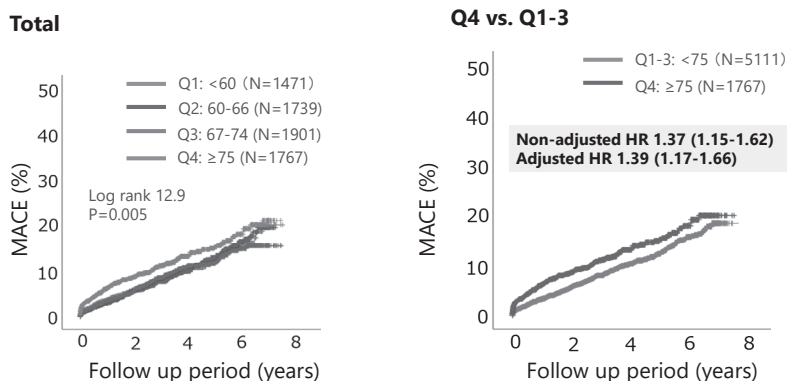 Total
MACE (%)
50
40
30
20
10
0
Q1: <60 (N=1471)
Q2: 60-66 (N=1739)
Q3: 67-74 (N=1901)
Q4: ≥75 (N=1767)
Log rank 12.9
P=0.005
0 2 4 6 8
Follow up period (years)
Q4 vs. Q1-3
MACE (%)
50
40
30
20
10
0
Q1-3: <75 (N=5111)
Q4: ≥75 (N=1767)
Non-adjusted HR 1.37 (1.15-1.62)
Adjusted HR 1.39 (1.17-1.66)
0 2 4 6 8
Follow up period (years)